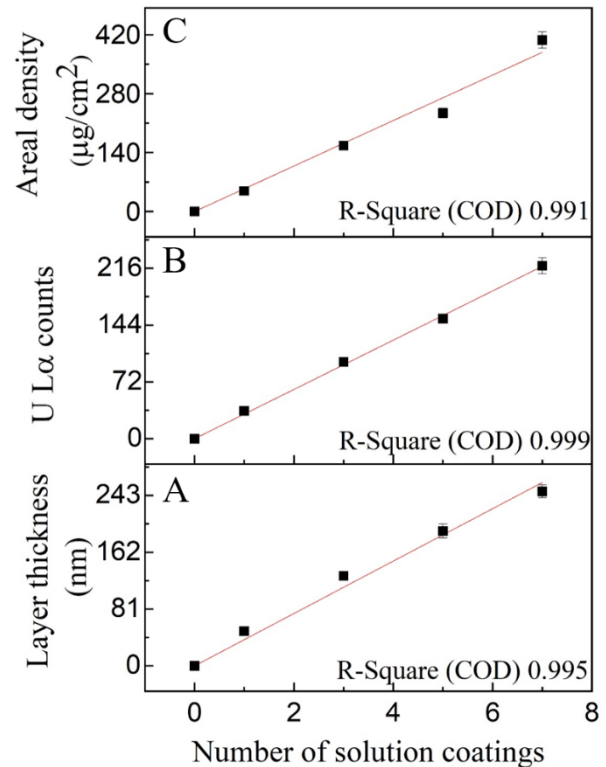 C
Areal density
(µg/cm²)
420
280
140
0
R-Square (COD) 0.991
B
U Lα counts
216
144
72
0
R-Square (COD) 0.999
A
Layer thickness
(nm)
243
162
81
0
R-Square (COD) 0.995
0 2 4 6 8
Number of solution coatings